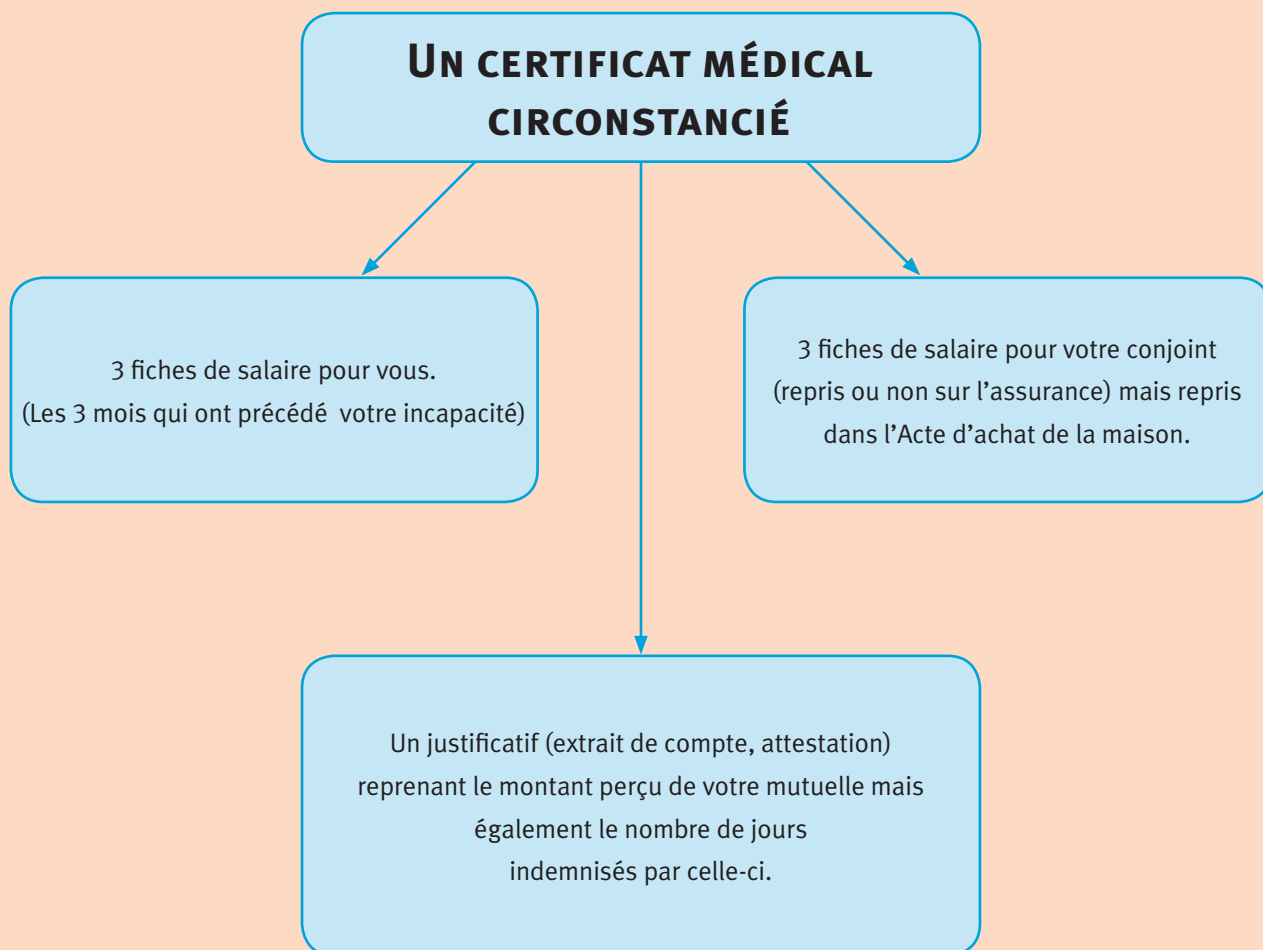 UN CERTIFICAT MÉDICAL
CIRCONSTANCIÉ
3 fiches de salaire pour vous.
(Les 3 mois qui ont précédé  votre incapacité)
3 fiches de salaire pour votre conjoint
(repris ou non sur l’assurance) mais repris
dans l’Acte d’achat de la maison.
Un justificatif (extrait de compte, attestation)
reprenant le montant perçu de votre mutuelle mais
également le nombre de jours
indemnisés par celle-ci.